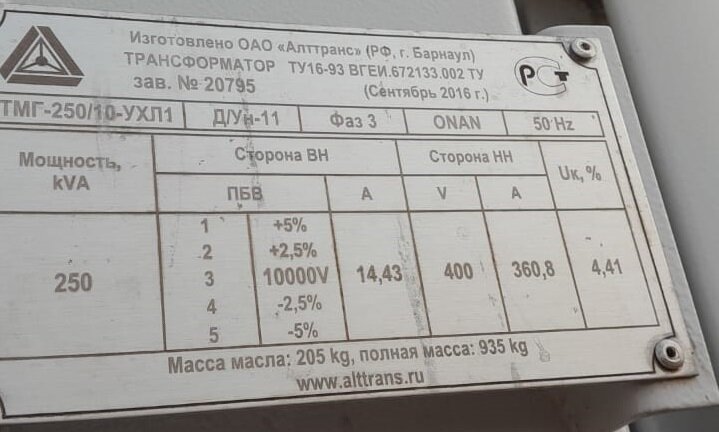 Изготовлено ОАО «Алттранс» (РФ, г. Барнаул)
ТРАНСФОРМАТОР ТУ16-93 ВГЕИ.672133.002 ТУ
зав. № 20795 (Сентябрь 2016 г.)
РСТ
ТМГ-250/10-УХЛ1 Д/Ун-11 Фаз 3 ONAN 50 Hz
Мощность, kVA Сторона ВН Сторона НН Uк, %
ПБВ A V A
1 +5%
2 +2,5%
250 3 10000V 14,43 400 360,8 4,41
4 -2,5%
5 -5%
Масса масла: 205 kg, полная масса: 935 kg
www.alttrans.ru